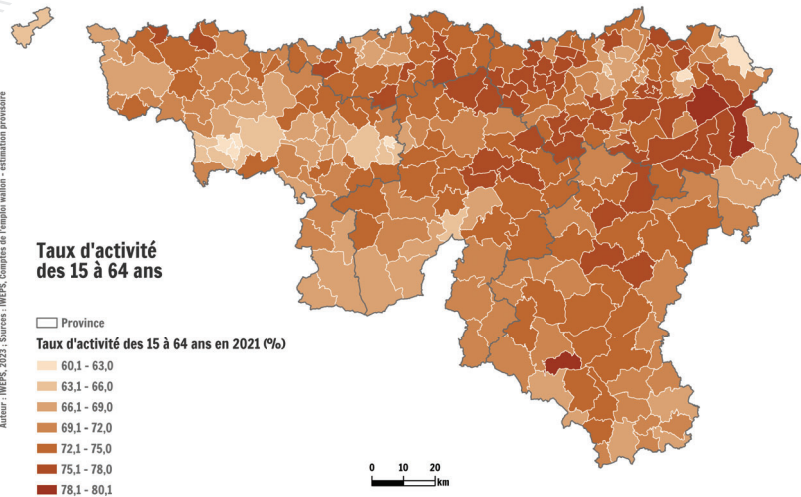 Auteur : IWEPS, 2023 ; Sources : IWEPS, Comptes de l'emploi wallon - estimation provisoire
Taux d'activité
des 15 à 64 ans
Province
Taux d'activité des 15 à 64 ans en 2021 (%)
60,1 - 63,0
63,1 - 66,0
66,1 - 69,0
69,1 - 72,0
72,1 - 75,0
75,1 - 78,0
78,1 - 80,1
0 10 20
km